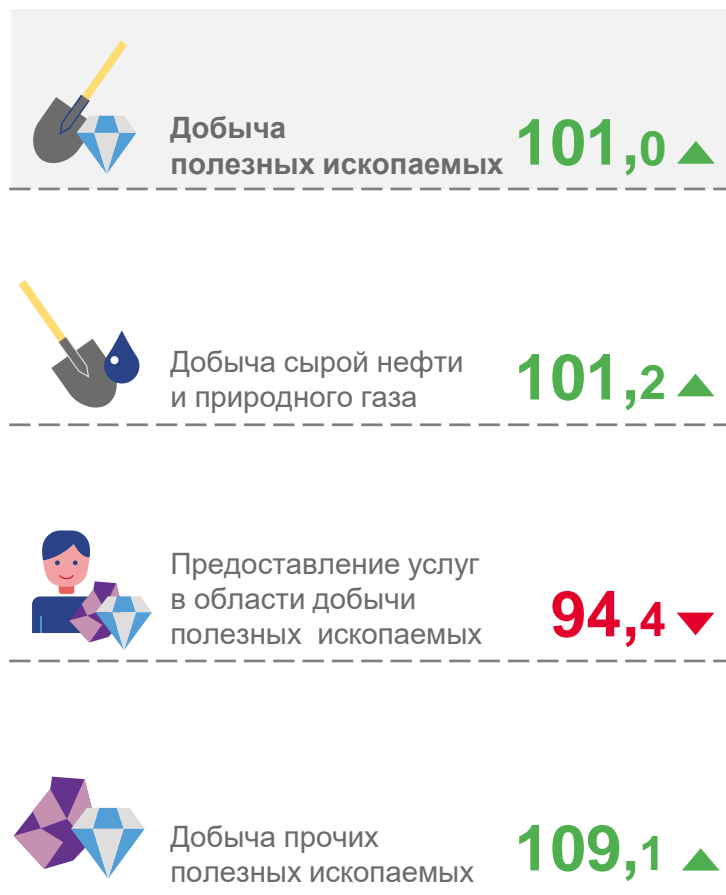 Добыча
полезных ископаемых
101,0
Добыча сырой нефти
и природного газа
101,2
Предоставление услуг
в области добычи
полезных ископаемых
94,4
Добыча прочих
полезных ископаемых
109,1